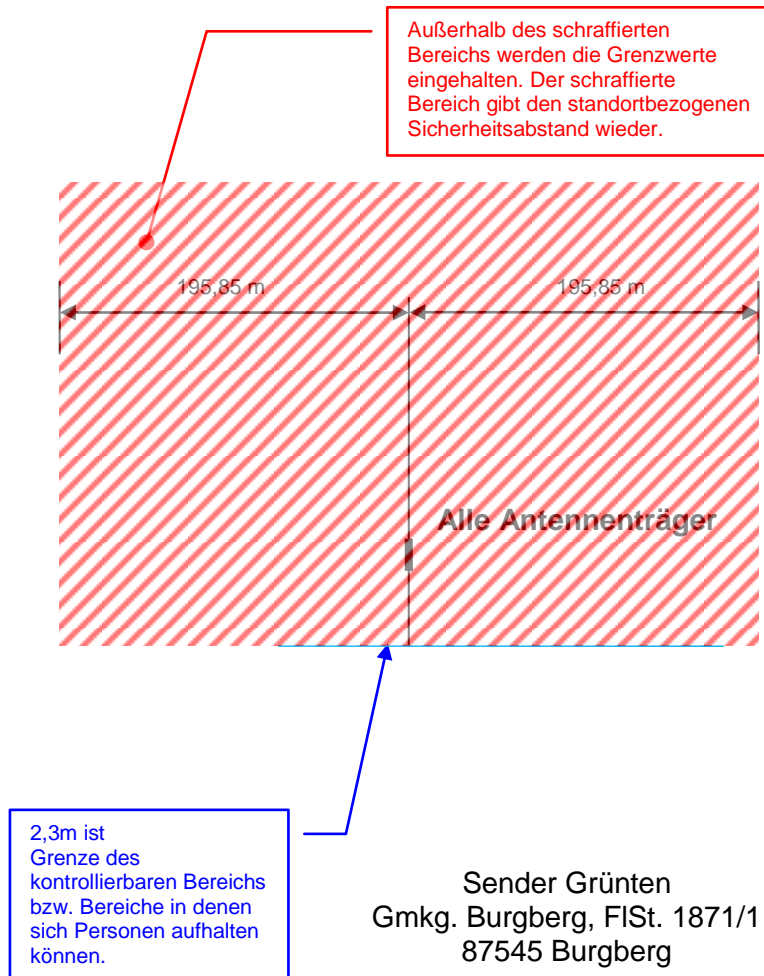 Außerhalb des schraffierten
Bereichs werden die Grenzwerte
eingehalten. Der schraffierte
Bereich gibt den standortbezogenen
Sicherheitsabstand wieder.
195,85 m
195,85 m
Alle Antennenträger
2,3m ist
Grenze des
kontrollierbaren Bereichs
bzw. Bereiche in denen
sich Personen aufhalten
können.
Sender Grünten
Gmkg. Burgberg, FlSt. 1871/1
87545 Burgberg